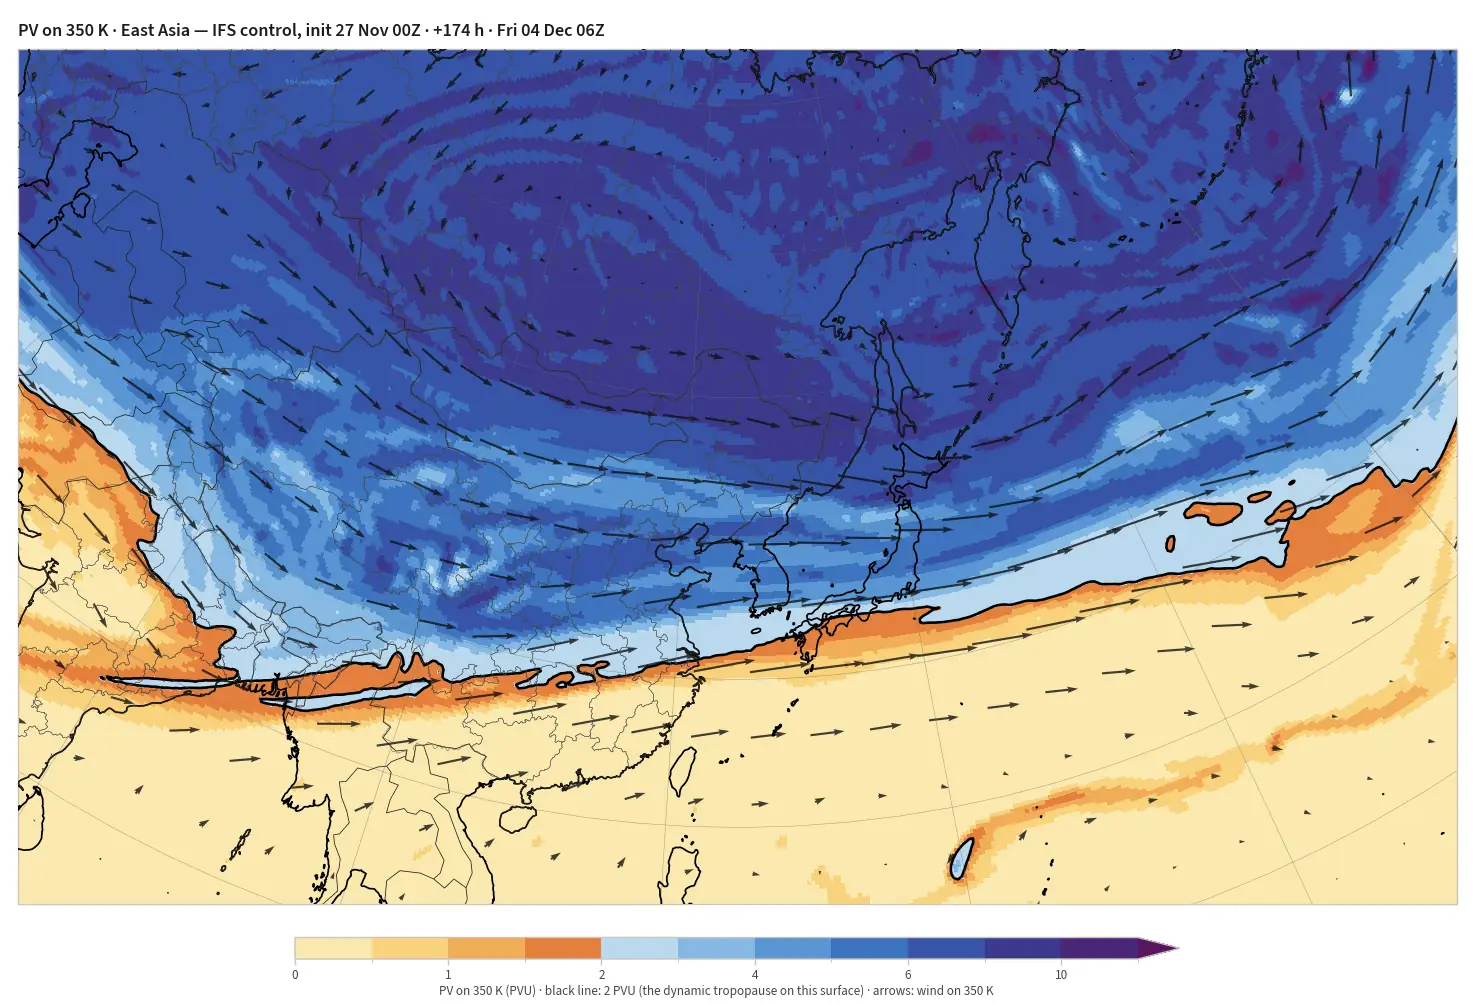 PV on 350 K · East Asia — IFS control, init 27 Nov 00Z · +174 h · Fri 04 Dec 06Z
0 1 2 4 6 10
PV on 350 K (PVU) · black line: 2 PVU (the dynamic tropopause on this surface) · arrows: wind on 350 K